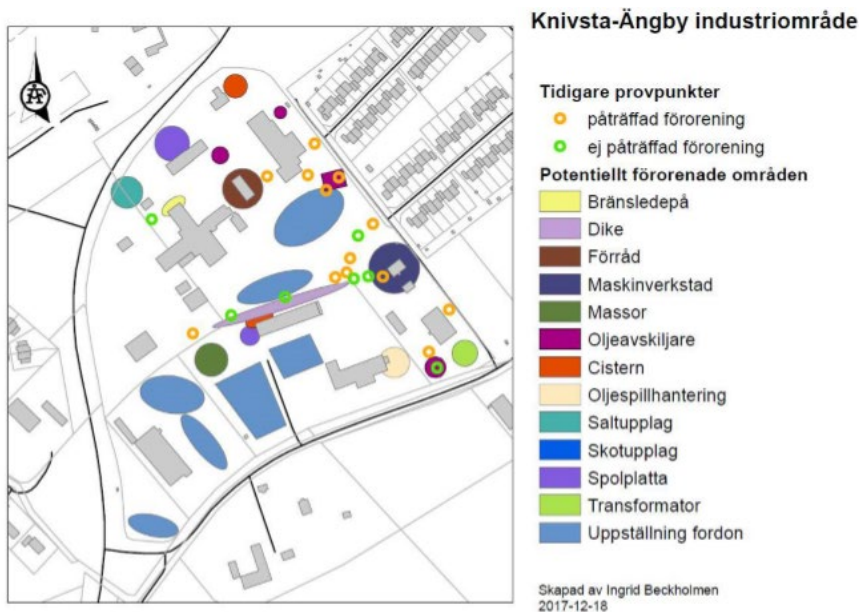 Knivsta-Ängby industriområde
Tidigare provpunkter
påträffad förorening
ej påträffad förorening
Potentiellt förorenade områden
Bränsledepå
Dike
Förråd
Maskinverkstad
Massor
Oljeavskiljare
Cistern
Oljespillhantering
Saltupplag
Skotupplag
Spolplatta
Transformator
Uppställning fordon
Skapad av Ingrid Beckholmen
2017-12-18